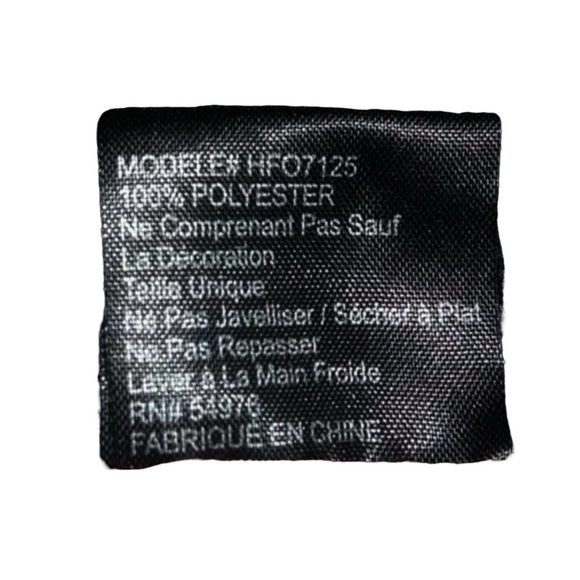 MODELE# HFO7125
100% POLYESTER
Ne Comprenant Pas Sauf
La Decoration
Taille Unique
Ne Pas Javelliser / Sécher à Plat
Ne Pas Repasser
Laver à La Main Froide
RN# 54976
FABRIQUE EN CHINE